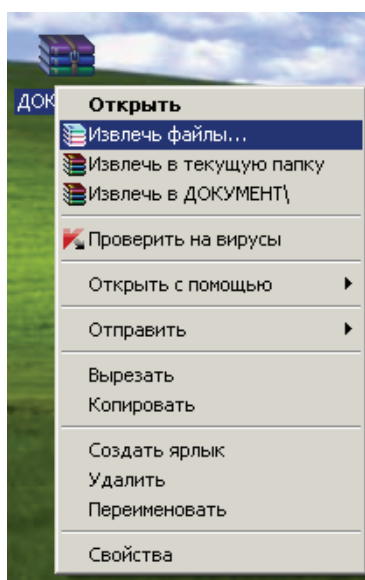 ДОК
Открыть
Извлечь файлы...
Извлечь в текущую папку
Извлечь в ДОКУМЕНТ\
Проверить на вирусы
Открыть с помощью
Отправить
Вырезать
Копировать
Создать ярлык
Удалить
Переименовать
Свойства